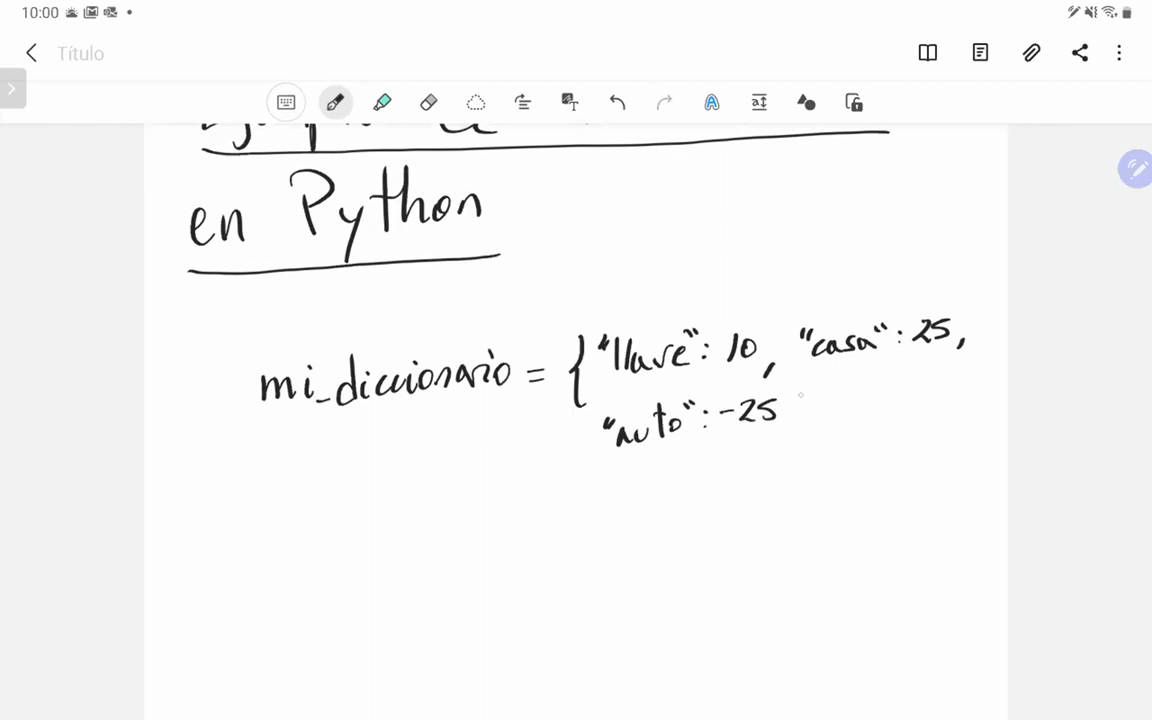 10:00
Título
en Python
mi_diccionario = {"llave": 10, "casa": 25,
"auto": -25